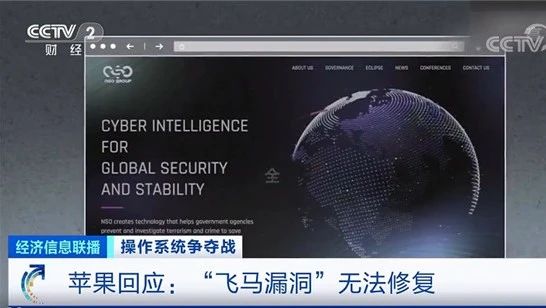 CCTV 2
财经
CCTV
NSO GROUP
ABOUT US GOVERNANCE ECLIPSE NEWS CONFERENCES CONTACT US
CYBER INTELLIGENCE
FOR
GLOBAL SECURITY
AND STABILITY
全
NSO creates technology that helps government agencies
prevent and investigate terrorism and crime to save
经济信息联播 操作系统争夺战
苹果回应：“飞马漏洞”无法修复